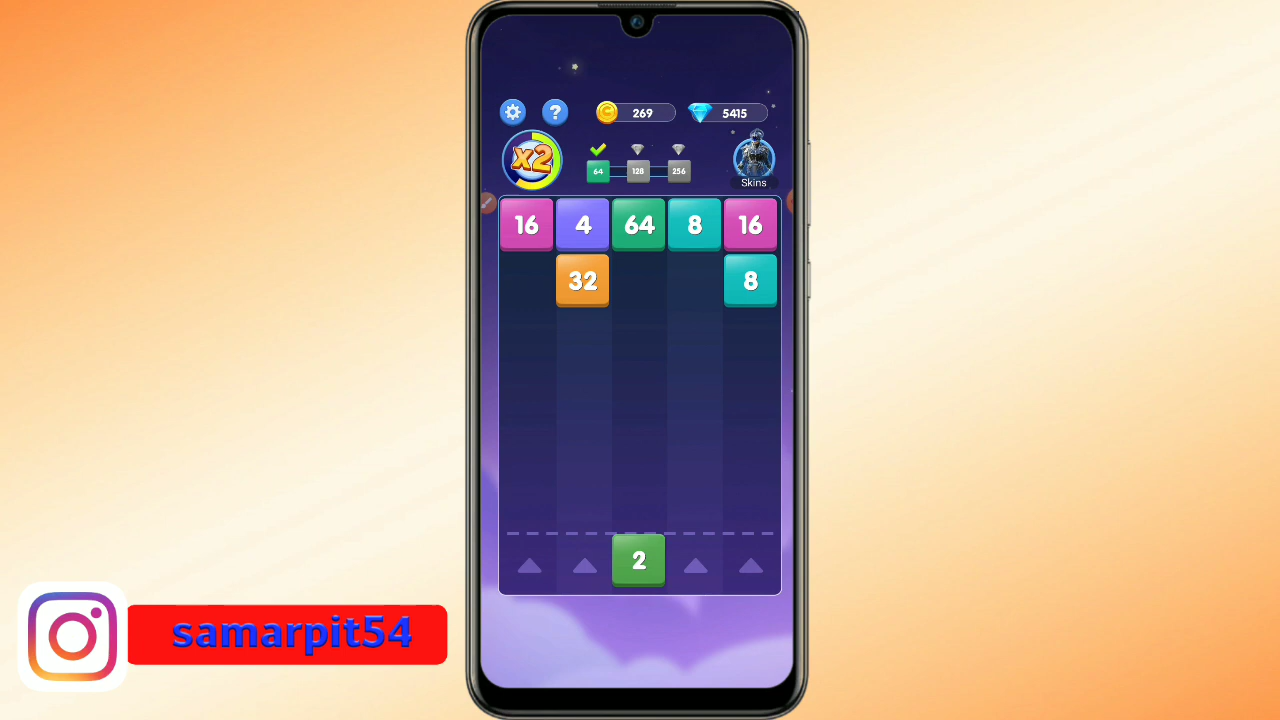 ? 269 5415
x2 64 128 256 Skins
16 4 64 8 16
32 8
2
samarpit54